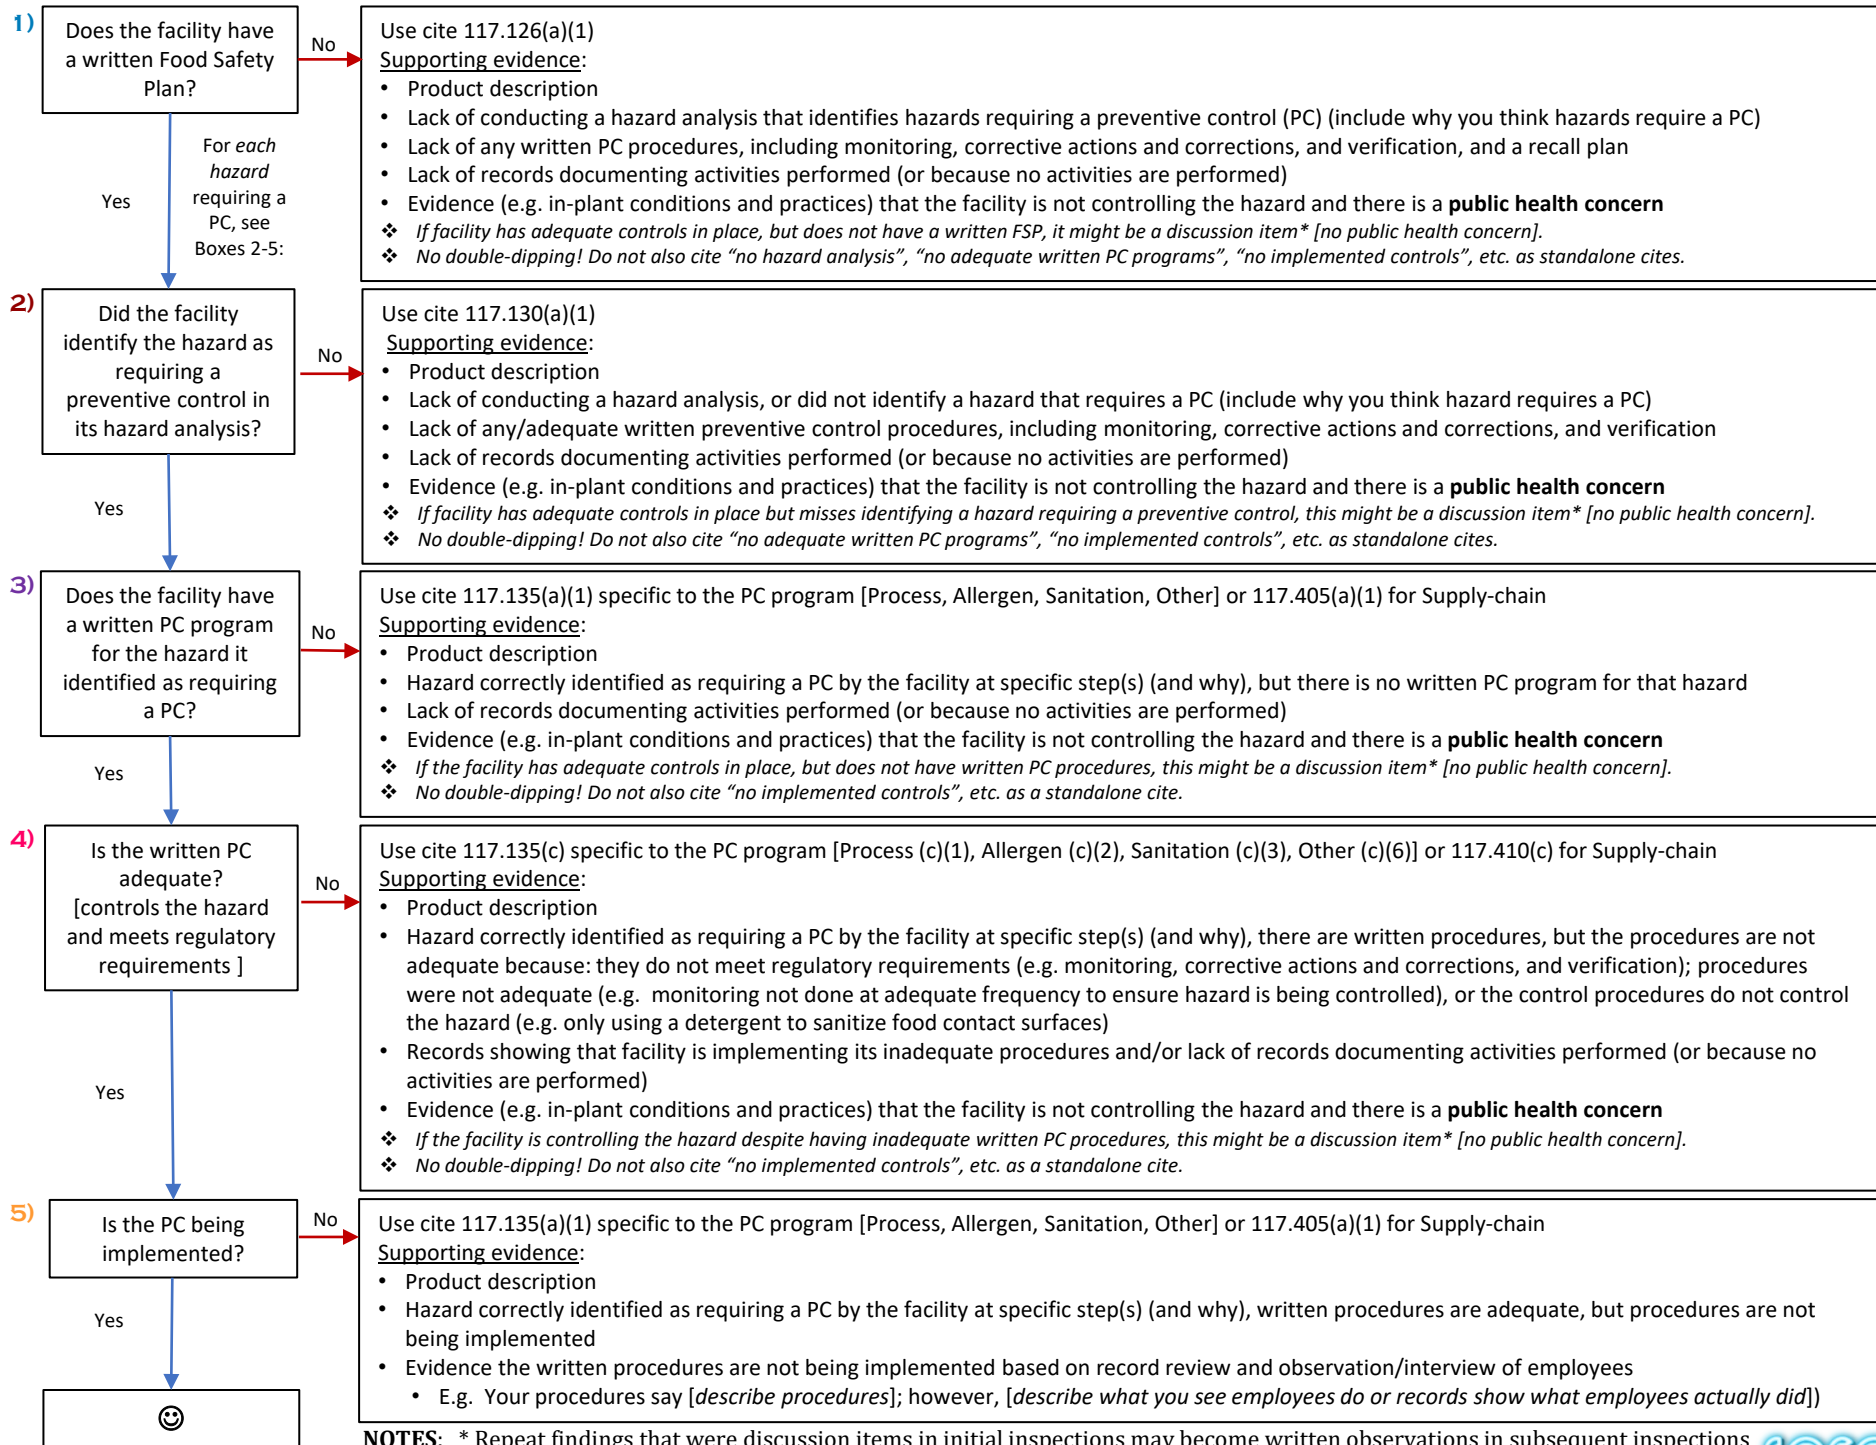 1)
Does the facility have
a written Food Safety
Plan?
No
Use cite 117.126(a)(1)
Supporting evidence:
• Product description
• Lack of conducting a hazard analysis that identifies hazards requiring a preventive control (PC) (include why you think hazards require a PC)
• Lack of any written PC procedures, including monitoring, corrective actions and corrections, and verification, and a recall plan
• Lack of records documenting activities performed (or because no activities are performed)
• Evidence (e.g. in-plant conditions and practices) that the facility is not controlling the hazard and there is a public health concern
❖ If facility has adequate controls in place, but does not have a written FSP, it might be a discussion item* [no public health concern].
❖ No double-dipping! Do not also cite “no hazard analysis”, “no adequate written PC programs”, “no implemented controls”, etc. as standalone cites.
Yes
For each
hazard
requiring a
PC, see
Boxes 2-5:
2)
Did the facility
identify the hazard as
requiring a
preventive control in
its hazard analysis?
No
Use cite 117.130(a)(1)
Supporting evidence:
• Product description
• Lack of conducting a hazard analysis, or did not identify a hazard that requires a PC (include why you think hazard requires a PC)
• Lack of any/adequate written preventive control procedures, including monitoring, corrective actions and corrections, and verification
• Lack of records documenting activities performed (or because no activities are performed)
• Evidence (e.g. in-plant conditions and practices) that the facility is not controlling the hazard and there is a public health concern
❖ If facility has adequate controls in place but misses identifying a hazard requiring a preventive control, this might be a discussion item* [no public health concern].
❖ No double-dipping! Do not also cite “no adequate written PC programs”, “no implemented controls”, etc. as standalone cites.
Yes
3)
Does the facility have
a written PC program
for the hazard it
identified as requiring
a PC?
No
Use cite 117.135(a)(1) specific to the PC program [Process, Allergen, Sanitation, Other] or 117.405(a)(1) for Supply-chain
Supporting evidence:
• Product description
• Hazard correctly identified as requiring a PC by the facility at specific step(s) (and why), but there is no written PC program for that hazard
• Lack of records documenting activities performed (or because no activities are performed)
• Evidence (e.g. in-plant conditions and practices) that the facility is not controlling the hazard and there is a public health concern
❖ If the facility has adequate controls in place, but does not have written PC procedures, this might be a discussion item* [no public health concern].
❖ No double-dipping! Do not also cite “no implemented controls”, etc. as a standalone cite.
Yes
4)
Is the written PC
adequate?
[controls the hazard
and meets regulatory
requirements ]
No
Use cite 117.135(c) specific to the PC program [Process (c)(1), Allergen (c)(2), Sanitation (c)(3), Other (c)(6)] or 117.410(c) for Supply-chain
Supporting evidence:
• Product description
• Hazard correctly identified as requiring a PC by the facility at specific step(s) (and why), there are written procedures, but the procedures are not
adequate because: they do not meet regulatory requirements (e.g. monitoring, corrective actions and corrections, and verification); procedures
were not adequate (e.g. monitoring not done at adequate frequency to ensure hazard is being controlled), or the control procedures do not control
the hazard (e.g. only using a detergent to sanitize food contact surfaces)
• Records showing that facility is implementing its inadequate procedures and/or lack of records documenting activities performed (or because no
activities are performed)
• Evidence (e.g. in-plant conditions and practices) that the facility is not controlling the hazard and there is a public health concern
❖ If the facility is controlling the hazard despite having inadequate written PC procedures, this might be a discussion item* [no public health concern].
❖ No double-dipping! Do not also cite “no implemented controls”, etc. as a standalone cite.
Yes
5)
Is the PC being
implemented?
No
Use cite 117.135(a)(1) specific to the PC program [Process, Allergen, Sanitation, Other] or 117.405(a)(1) for Supply-chain
Supporting evidence:
• Product description
• Hazard correctly identified as requiring a PC by the facility at specific step(s) (and why), written procedures are adequate, but procedures are not
being implemented
• Evidence the written procedures are not being implemented based on record review and observation/interview of employees
• E.g. Your procedures say [describe procedures]; however, [describe what you see employees do or records show what employees actually did])
Yes
☺
NOTES: * Repeat findings that were discussion items in initial inspections may become written observations in subsequent inspections